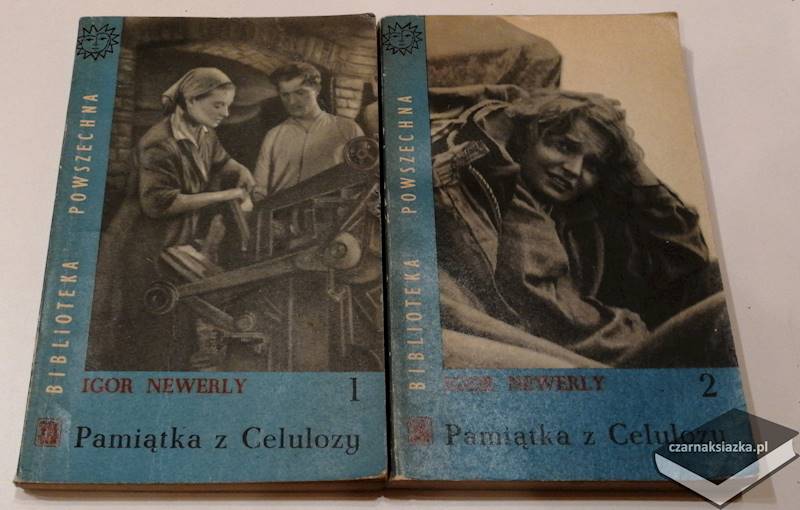 BIBLIOTEKA POWSZECHNA
IGOR NEWERLY
1
Pamiątka z Celulozy
BIBLIOTEKA POWSZECHNA
IGOR NEWERLY
2
Pamiątka z Celulozy
czarnaksiazka.pl